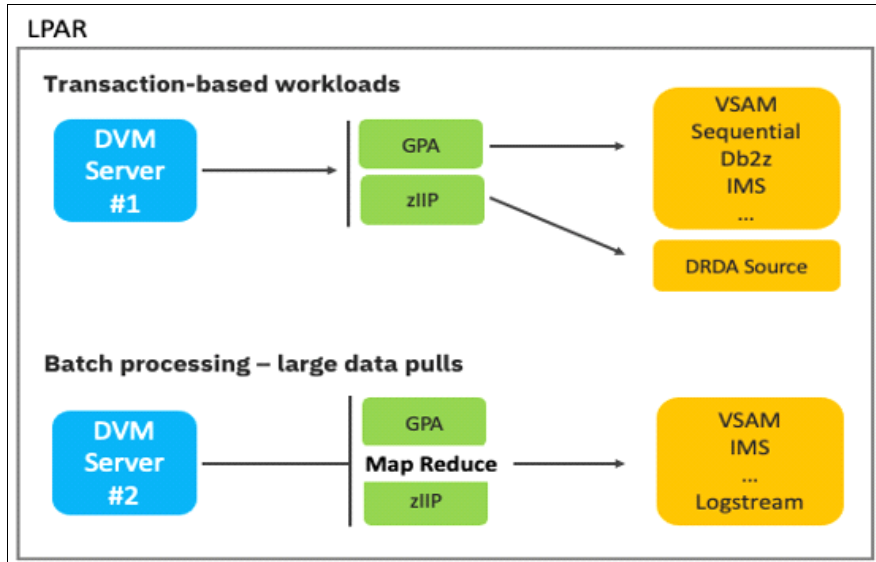 LPAR
Transaction-based workloads
DVM
Server
#1
GPA
zIIP
VSAM
Sequential
Db2z
IMS
...
DRDA Source
Batch processing – large data pulls
DVM
Server
#2
GPA
Map Reduce
zIIP
VSAM
IMS
...
Logstream